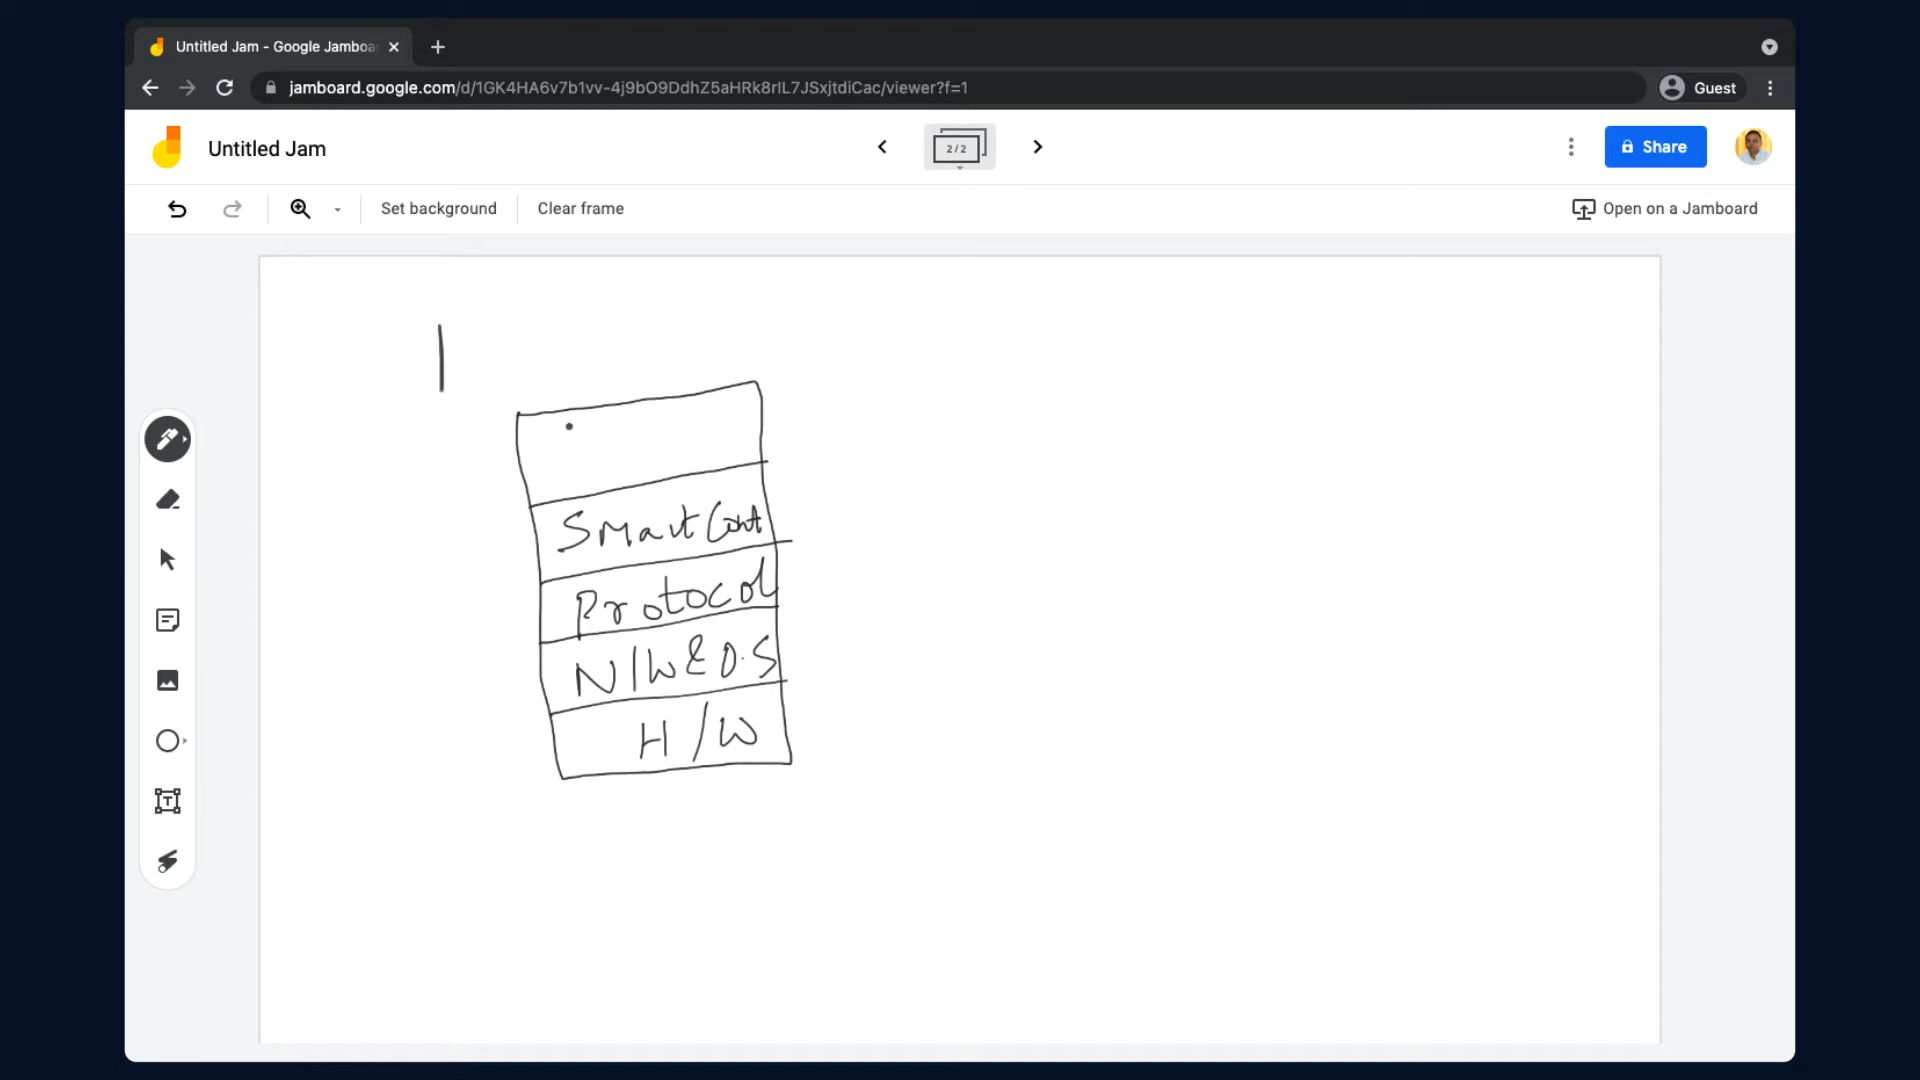 Untitled Jam - Google Jamboa
jamboard.google.com/d/1GK4HA6v7b1vv-4j9bO9DdhZ5aHRk8rlL7JSxjtdiCac/viewer?f=1
Guest
Untitled Jam
2/2
Share
Set background
Clear frame
Open on a Jamboard
Smart Cont
Protocol
N/W & O.S
H/W